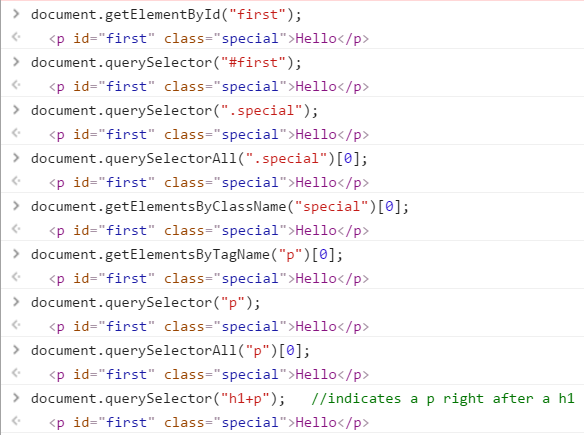 document.getElementById("first");
<p id="first" class="special">Hello</p>
document.querySelector("#first");
<p id="first" class="special">Hello</p>
document.querySelector(".special");
<p id="first" class="special">Hello</p>
document.querySelectorAll(".special")[0];
<p id="first" class="special">Hello</p>
document.getElementsByClassName("special")[0];
<p id="first" class="special">Hello</p>
document.getElementsByTagName("p")[0];
<p id="first" class="special">Hello</p>
document.querySelector("p");
<p id="first" class="special">Hello</p>
document.querySelectorAll("p")[0];
<p id="first" class="special">Hello</p>
document.querySelector("h1+p");   //indicates a p right after a h1
<p id="first" class="special">Hello</p>